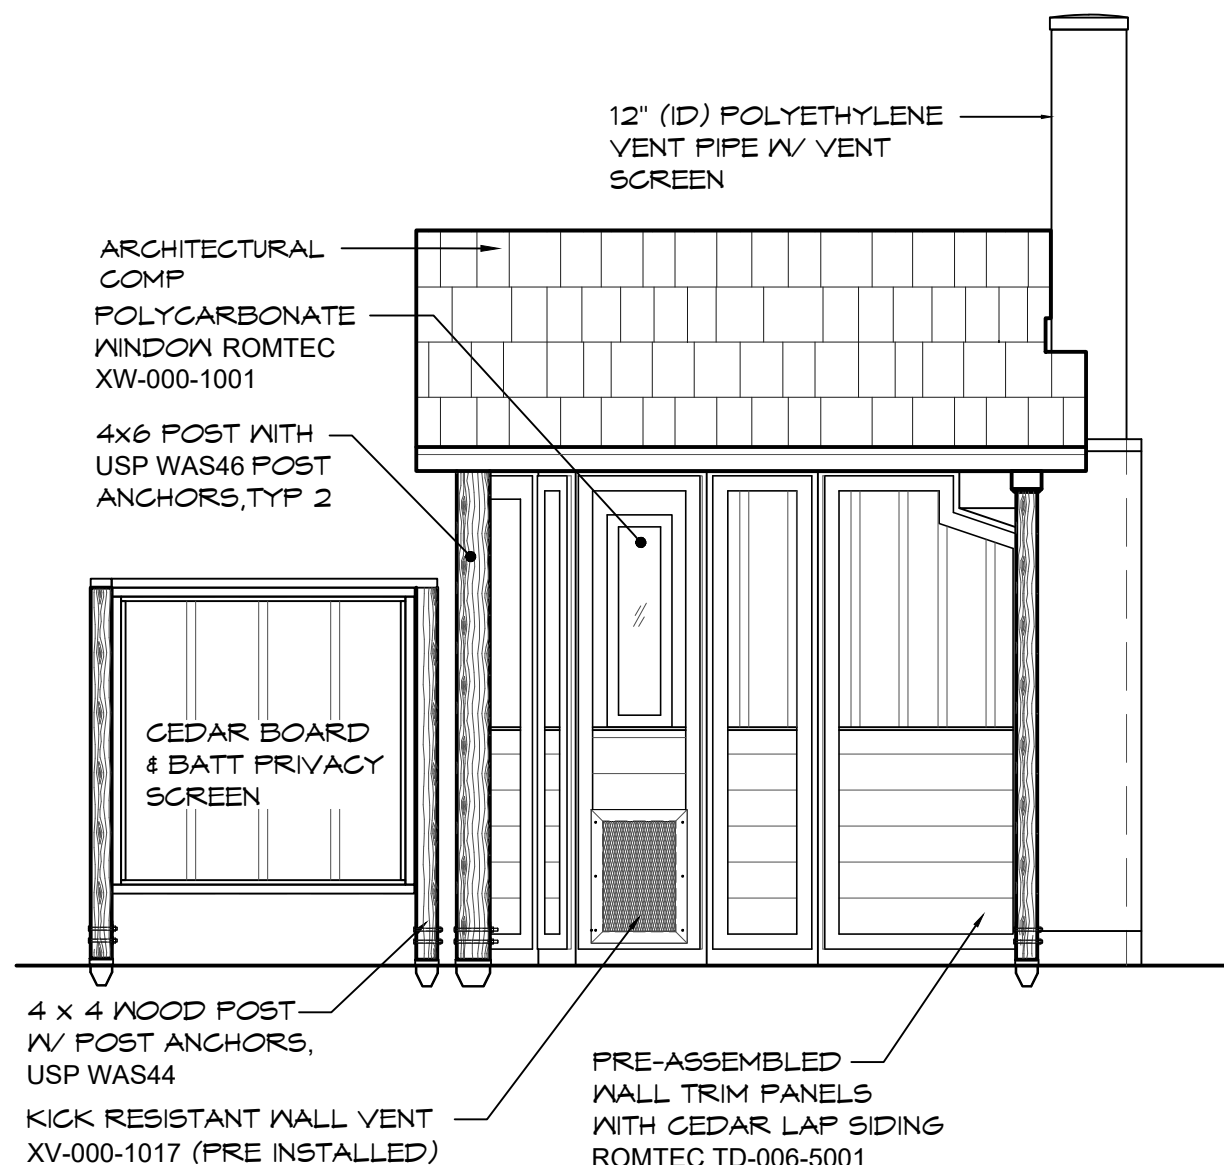 12" (ID) POLYETHYLENE
VENT PIPE W/ VENT
SCREEN
ARCHITECTURAL
COMP
POLYCARBONATE
WINDOW ROMTEC
XW-000-1001
4x6 POST WITH
USP WAS46 POST
ANCHORS, TYP 2
CEDAR BOARD
& BATT PRIVACY
SCREEN
4 x 4 WOOD POST
W/ POST ANCHORS,
USP WAS44
KICK RESISTANT WALL VENT
XV-000-1017 (PRE INSTALLED)
PRE-ASSEMBLED
WALL TRIM PANELS
WITH CEDAR LAP SIDING
ROMTEC TD-006-5001